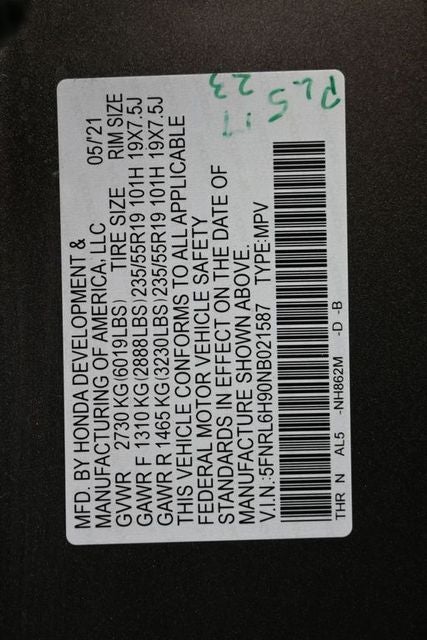 MFD. BY HONDA DEVELOPMENT &
MANUFACTURING OF AMERICA, LLC 05/'21
GVWR 2730 KG(6019LBS) TIRE SIZE RIM SIZE
GAWR F 1310 KG(2888LBS)235/55R19 101H 19X7.5J
GAWR R 1465 KG(3230LBS)235/55R19 101H 19X7.5J
THIS VEHICLE CONFORMS TO ALL APPLICABLE
FEDERAL MOTOR VEHICLE SAFETY
STANDARDS IN EFFECT ON THE DATE OF
MANUFACTURE SHOWN ABOVE.
V.I.N.:5FNRL6H90NB021587 TYPE:MPV
THR N AL5 -NH862M -D -B